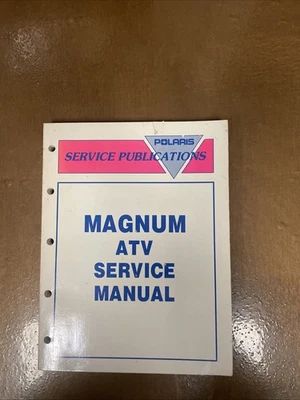 POLARIS
SERVICE PUBLICATIONS
MAGNUM
ATV
SERVICE
MANUAL